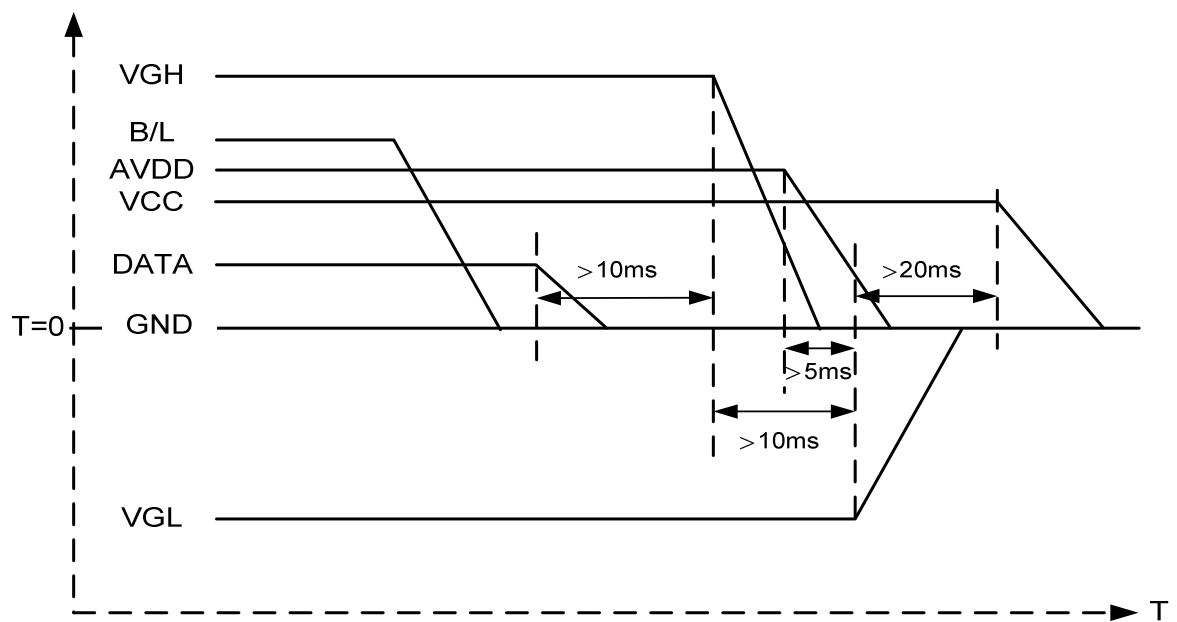 VGH
B/L
AVDD
VCC
DATA
>10ms
>20ms
T=0
GND
>5ms
>10ms
VGL
T